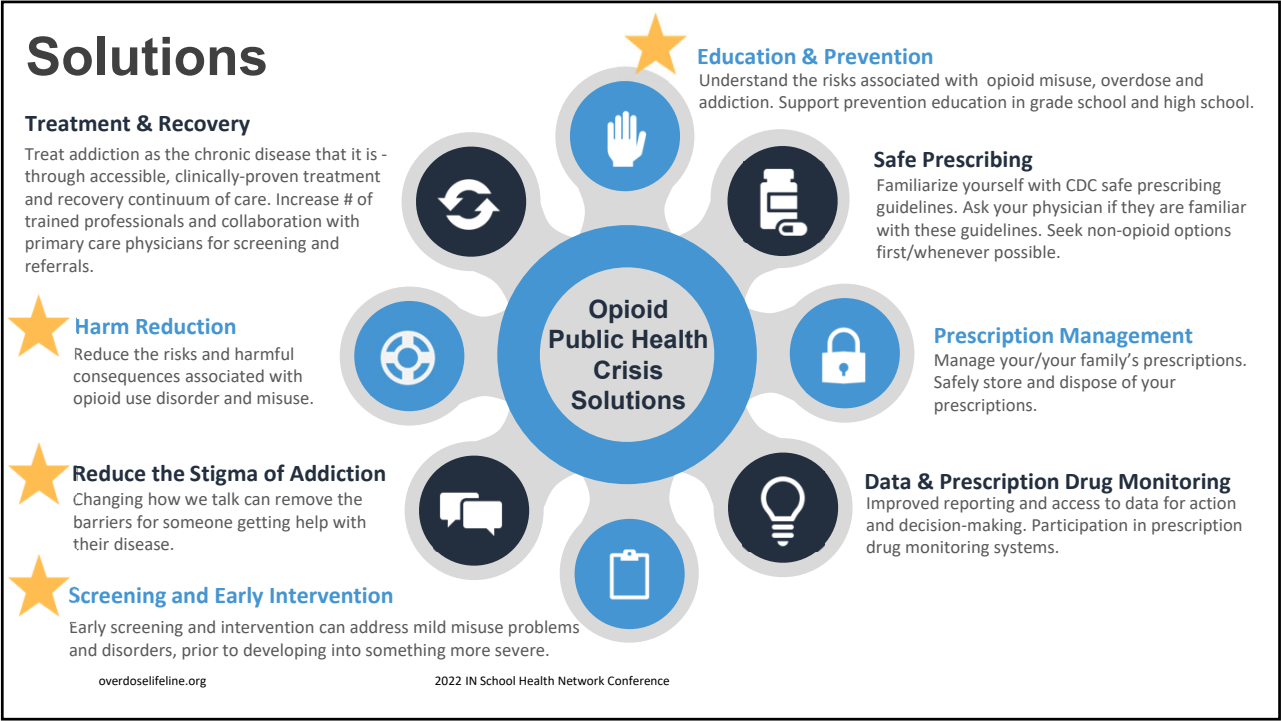 Solutions
Education & Prevention
Understand the risks associated with opioid misuse, overdose and
addiction. Support prevention education in grade school and high school.
Treatment & Recovery
Treat addiction as the chronic disease that it is -
through accessible, clinically-proven treatment
and recovery continuum of care. Increase # of
trained professionals and collaboration with
primary care physicians for screening and
referrals.
Safe Prescribing
Familiarize yourself with CDC safe prescribing
guidelines. Ask your physician if they are familiar
with these guidelines. Seek non-opioid options
first/whenever possible.
Opioid
Public Health
Crisis
Solutions
Harm Reduction
Reduce the risks and harmful
consequences associated with
opioid use disorder and misuse.
Prescription Management
Manage your/your family’s prescriptions.
Safely store and dispose of your
prescriptions.
Reduce the Stigma of Addiction
Changing how we talk can remove the
barriers for someone getting help with
their disease.
Data & Prescription Drug Monitoring
Improved reporting and access to data for action
and decision-making. Participation in prescription
drug monitoring systems.
Screening and Early Intervention
Early screening and intervention can address mild misuse problems
and disorders, prior to developing into something more severe.
overdoselifeline.org
2022 IN School Health Network Conference